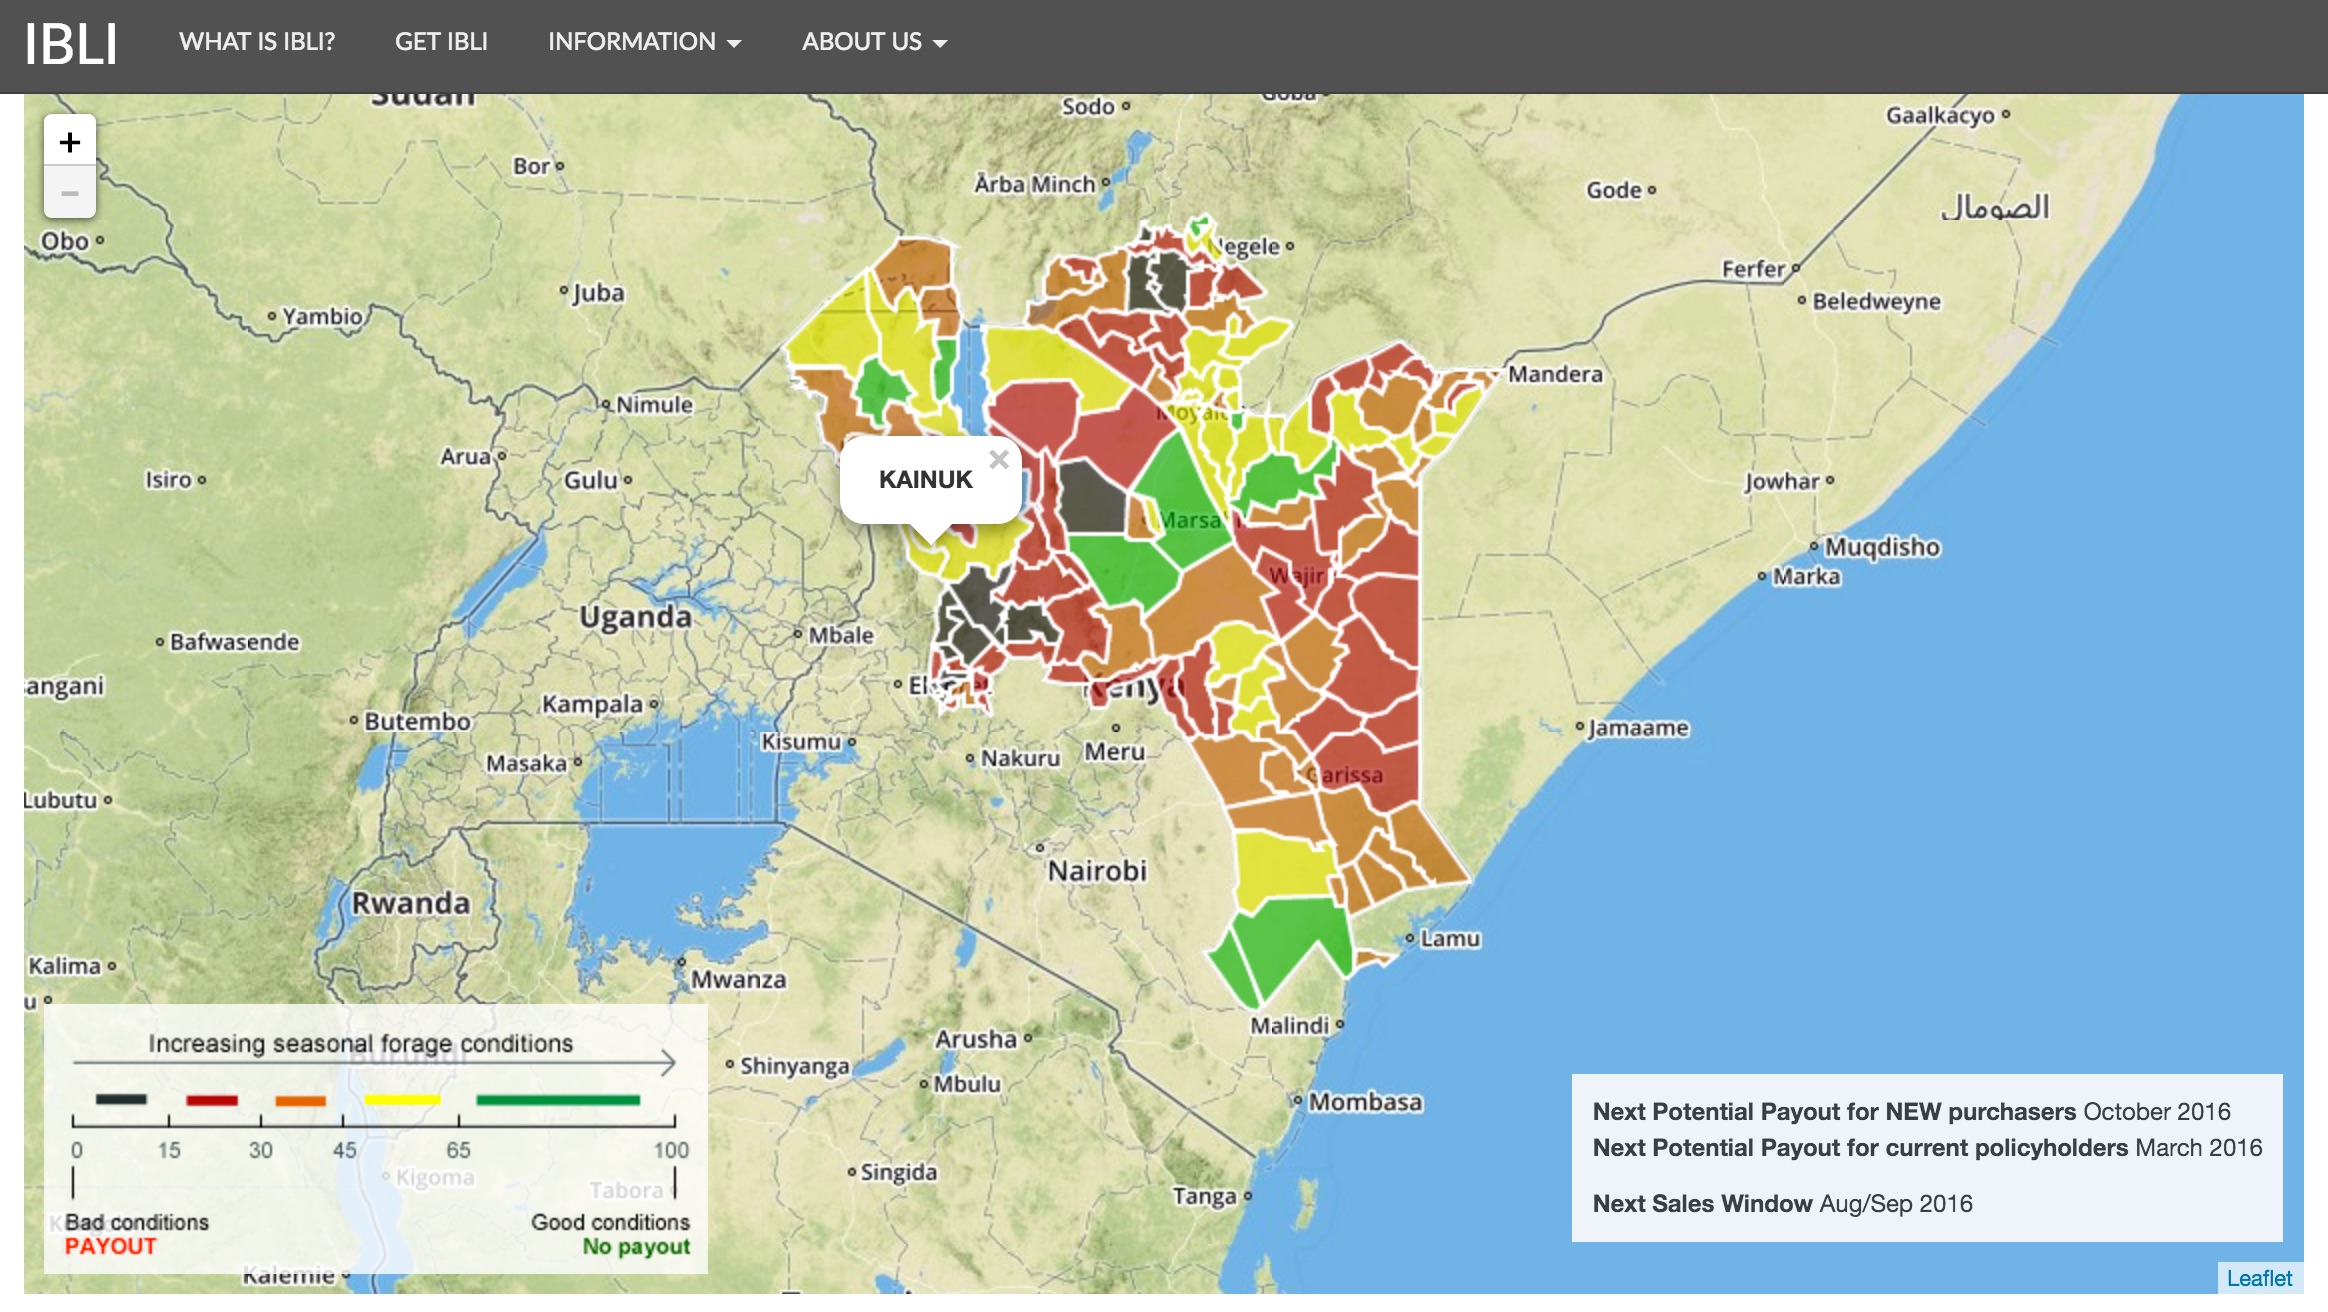 IBLI WHAT IS IBLI? GET IBLI INFORMATION ABOUT US
Sudan
Sodo
Goba
Gaalkacyo
+
−
Bor
Ārba Minch
Gode
الصومال
Obo
Negele
Ferfer
Juba
Beledweyne
Yambio
Mandera
Nimule
Moyale
Arua
KAINUK
×
Isiro
Gulu
Jowhar
Marsabit
Muqdisho
Wajir
Marka
Uganda
Mbale
Bafwasende
sangani
Eldoret
Kenya
Kampala
Butembo
Jamaame
Kisumu
Meru
Nakuru
Masaka
Garissa
Lubutu
Nairobi
Rwanda
Lamu
Kalima
Mwanza
u
Malindi
Arusha
Shinyanga
Mbulu
Mombasa
Singida
Tanga
Increasing seasonal forage conditions
Burundi
0 15 30 45 65 100
Kigoma
Tabora
Bad conditions Good conditions
PAYOUT No payout
Kalemie
Next Potential Payout for NEW purchasers October 2016
Next Potential Payout for current policyholders March 2016
Next Sales Window Aug/Sep 2016
Leaflet